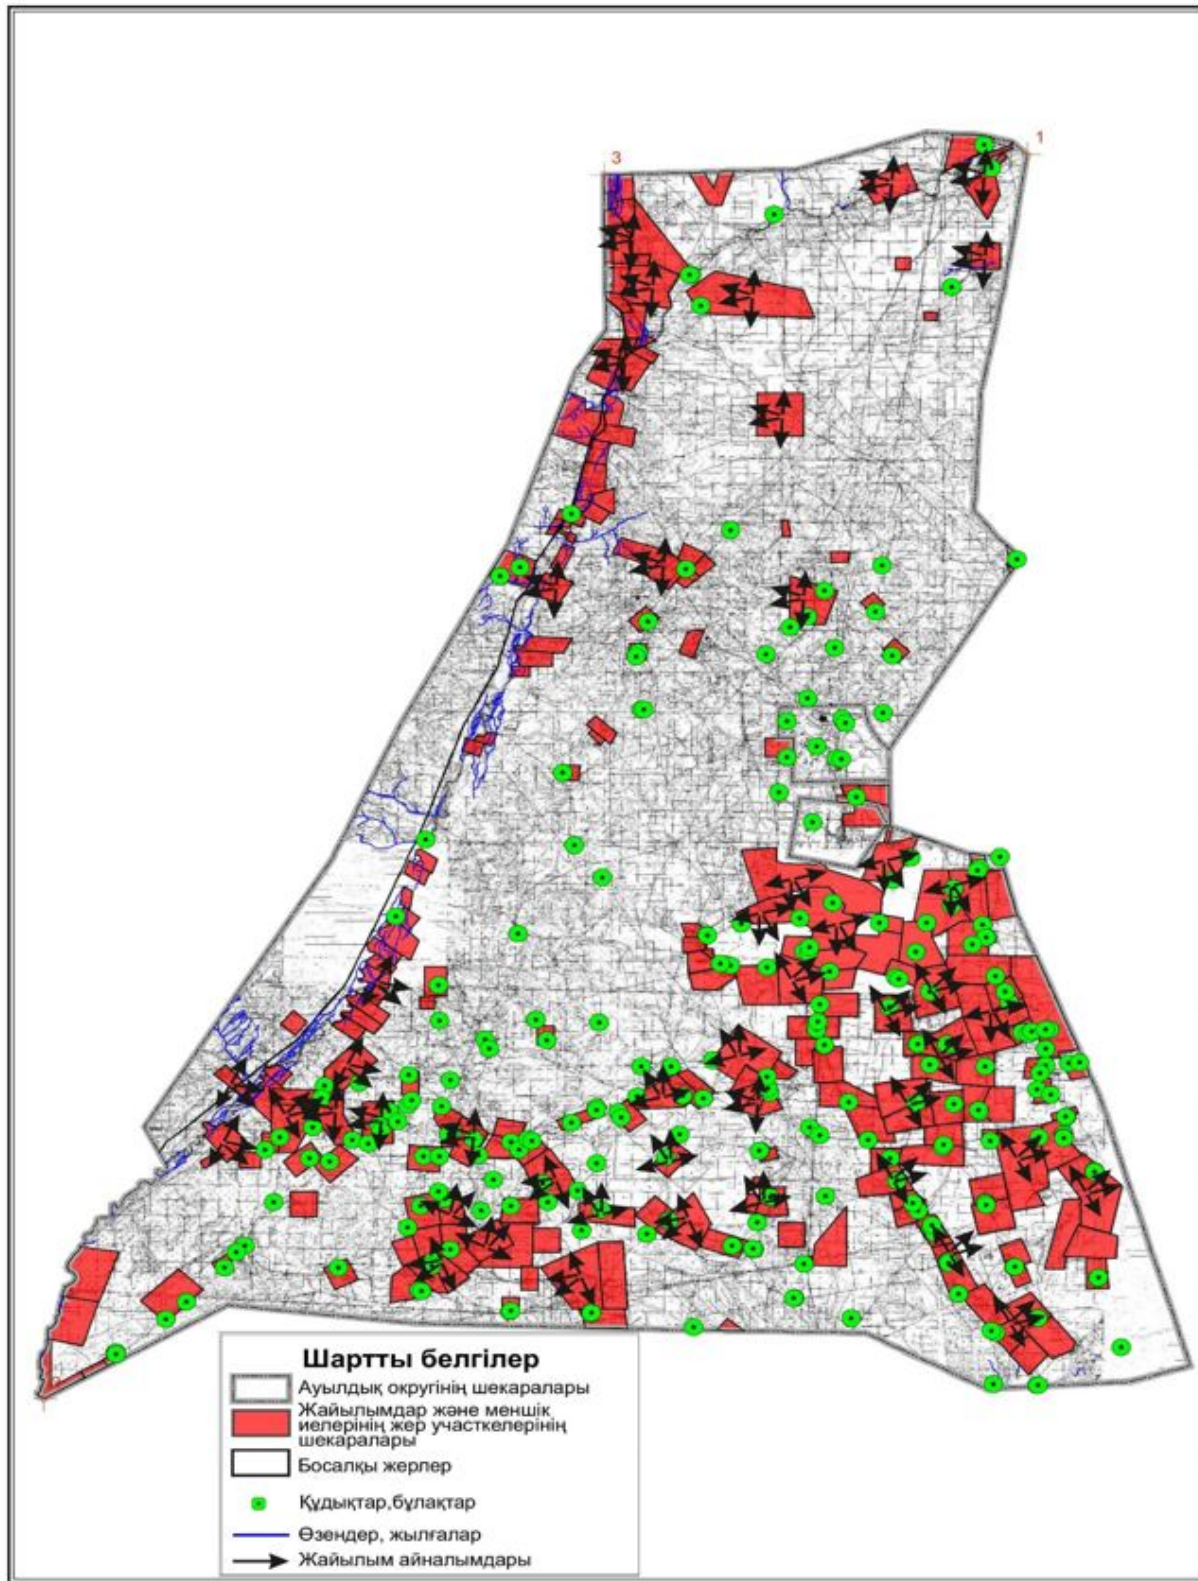 1
3
Шартты белгілер
Ауылдық округінің шекаралары
Жайылымдар және меншік
иелерінің жер участкелерінің
шекаралары
Босалқы жерлер
Құдықтар,бұлақтар
Өзендер, жылғалар
Жайылым айналымдары